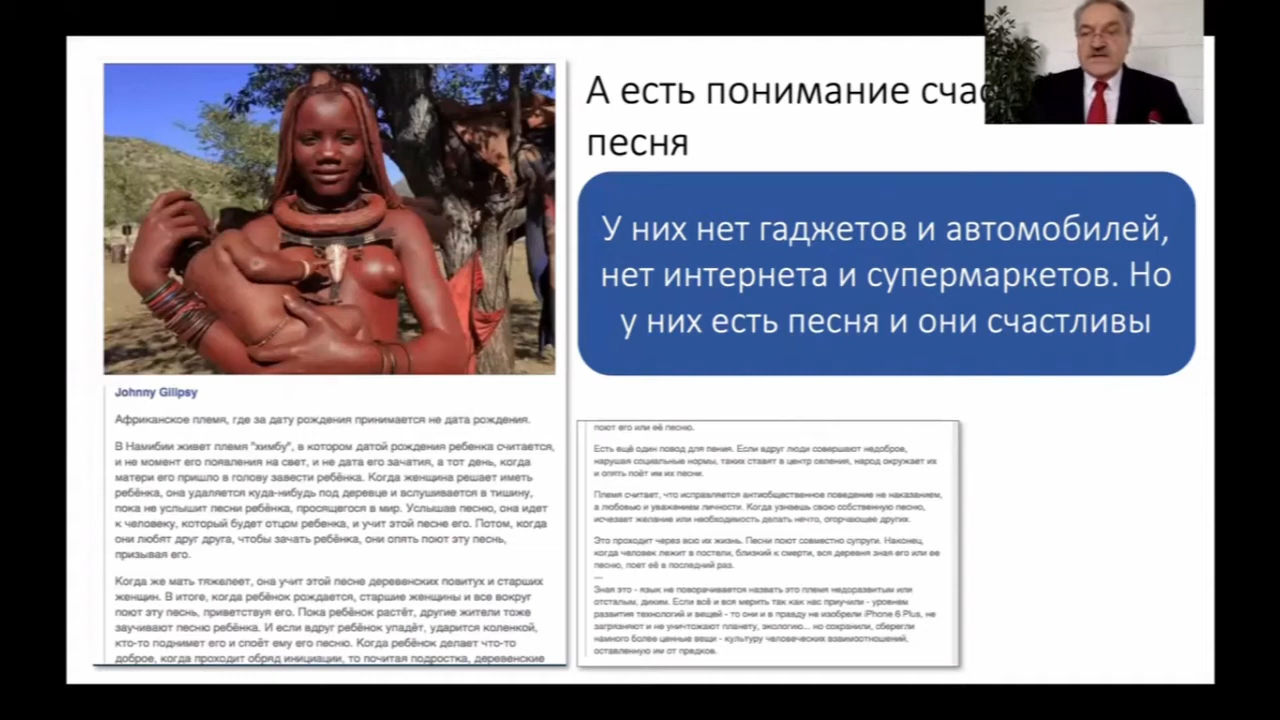 А есть понимание
песня
У них нет гаджетов и автомобилей,
нет интернета и супермаркетов. Но
у них есть песня и они счастливы
Johnny Gilipsy
Африканское племя, где за дату рождения принимается не дата рождения.
В Намибии живет племя "химбу", в котором датой рождения ребенка считается,
и не момент его появления на свет, и не дата его зачатия, а тот день, когда
матери его пришло в голову завести ребёнка. Когда женщина решает иметь
ребёнка, она удаляется куда-нибудь под деревце и вслушивается в тишину,
пока не услышит песни ребёнка, просящегося в мир. Услышав песню, она идет
к человеку, который будет отцом ребенка, и учит этой песне его. Потом, когда
они любят друг друга, чтобы зачать ребёнка, они опять поют эту песнь,
призывая его.
Когда же мать тяжелеет, она учит этой песне деревенских повитух и старших
женщин. В итоге, когда ребёнок рождается, старшие женщины и все вокруг
поют эту песнь, приветствуя его. Пока ребёнок растёт, другие жители тоже
заучивают песню ребёнка. И если вдруг ребёнок упадёт, ударится коленкой,
кто-то поднимет его и споёт ему его песню. Когда ребёнок делает что-то
доброе, когда проходит обряд инициации, то почитая подростка, деревенские
поют его или её песню.
Есть ещё один повод для пения. Если вдруг люди совершают недоброе,
нарушая социальные нормы, таких ставят в центр селения, народ окружает их
и опять поёт им их песни.
Племя считает, что исправляется антиобщественное поведение не наказанием,
а любовью и уважением личности. Когда узнаешь свою собственную песню,
исчезает желание или необходимость делать нечто, огорчающее других.
Это проходит через всю их жизнь. Песни поют совместно супруги. Наконец,
когда человек лежит в постели, близкий к смерти, вся деревня зная его или ее
песню, поет её в последний раз.
---
Зная это - язык не поворачивается назвать это племя недоразвитым или
отсталым, диким. Если всё и вся мерить так как нас приучили - уровнем
развития технологий и вещей - то они и в правду не изобрели iPhone 6 Plus, не
загрязняют и не уничтожают планету, экологию... но сохранили, сберегли
намного более ценные вещи - культуру человеческих взаимоотношений,
оставленную им от предков.